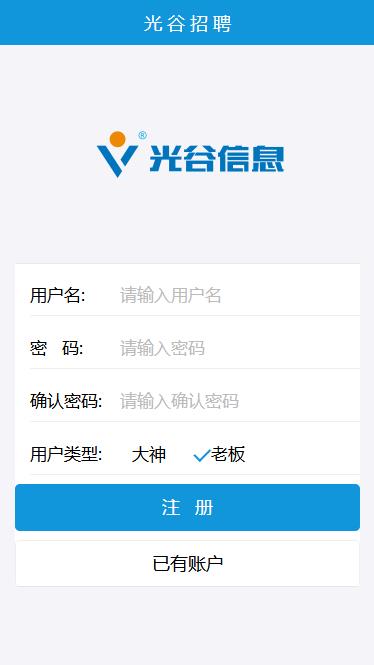 光谷招聘
®
光谷信息
用户名: 请输入用户名
密 码: 请输入密码
确认密码: 请输入确认密码
用户类型: 大神 老板
注 册
已有账户